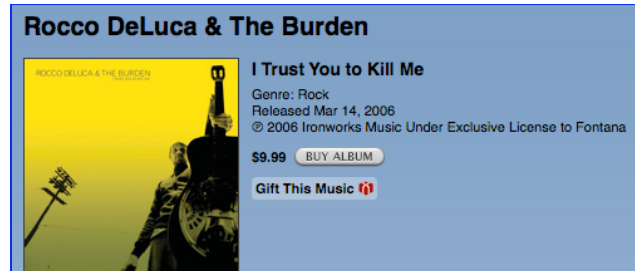 Rocco DeLuca & The Burden
ROCCO DELUCA & THE BURDEN
I Trust You to Kill Me
Genre: Rock
Released Mar 14, 2006
℗ 2006 Ironworks Music Under Exclusive License to Fontana
$9.99 BUY ALBUM
Gift This Music